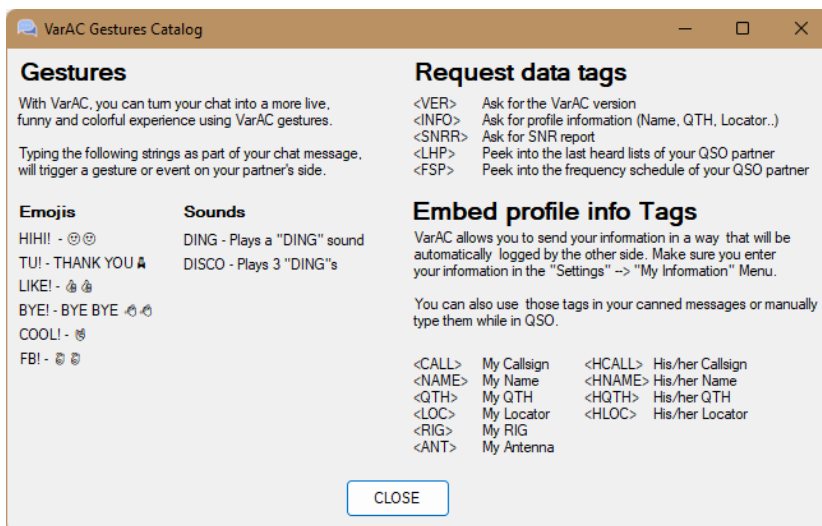 VarAC Gestures Catalog
Gestures
With VarAC, you can turn your chat into a more live,
funny and colorful experience using VarAC gestures.
Typing the following strings as part of your chat message,
will trigger a gesture or event on your partner's side.
Emojis
HIHI! - ☺☺
TU! - THANK YOU
LIKE! - 👍👍
BYE! - BYE BYE
COOL! -
FB! -
Sounds
DING - Plays a "DING" sound
DISCO - Plays 3 "DING"s
Request data tags
<VER> Ask for the VarAC version
<INFO> Ask for profile information (Name, QTH, Locator..)
<SNRR> Ask for SNR report
<LHP> Peek into the last heard lists of your QSO partner
<FSP> Peek into the frequency schedule of your QSO partner
Embed profile info Tags
VarAC allows you to send your information in a way that will be
automatically logged by the other side. Make sure you enter
your information in the "Settings" --> "My Information" Menu.
You can also use those tags in your canned messages or manually
type them while in QSO.
<CALL> My Callsign <HCALL> His/her Callsign
<NAME> My Name <HNAME> His/her Name
<QTH> My QTH <HQTH> His/her QTH
<LOC> My Locator <HLOC> His/her Locator
<RIG> My RIG
<ANT> My Antenna
CLOSE